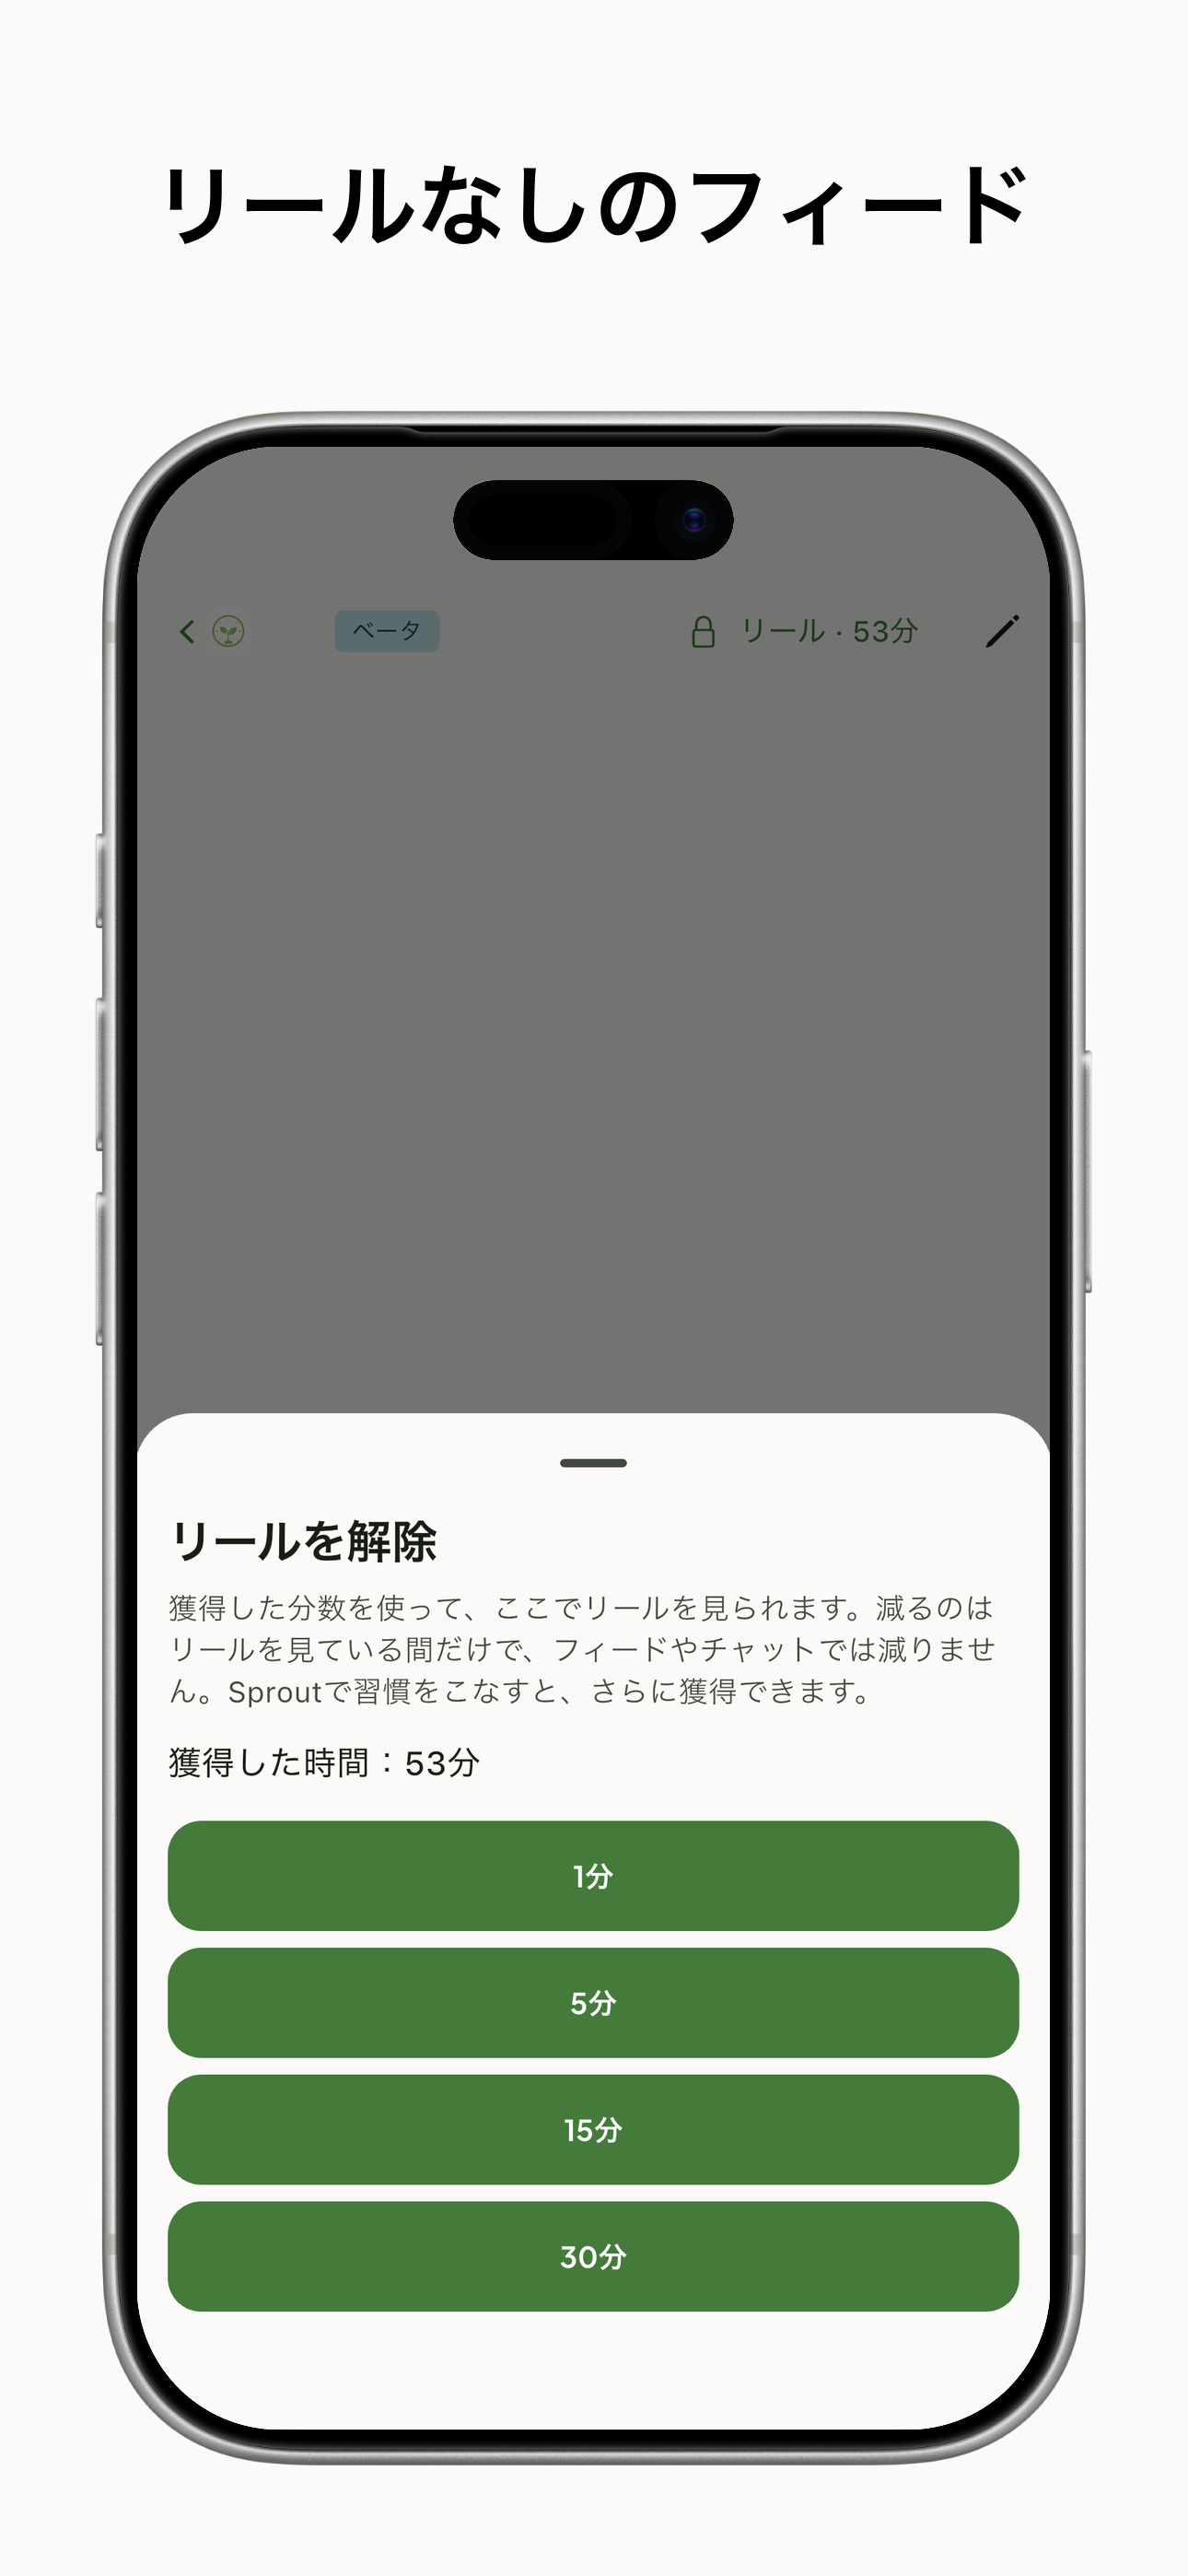 リールなしのフィード
ベータ
リール · 53分
リールを解除
獲得した分数を使って、ここでリールを見られます。減るのは
リールを見ている間だけで、フィードやチャットでは減りませ
ん。Sproutで習慣をこなすと、さらに獲得できます。
獲得した時間：53分
1分
5分
15分
30分